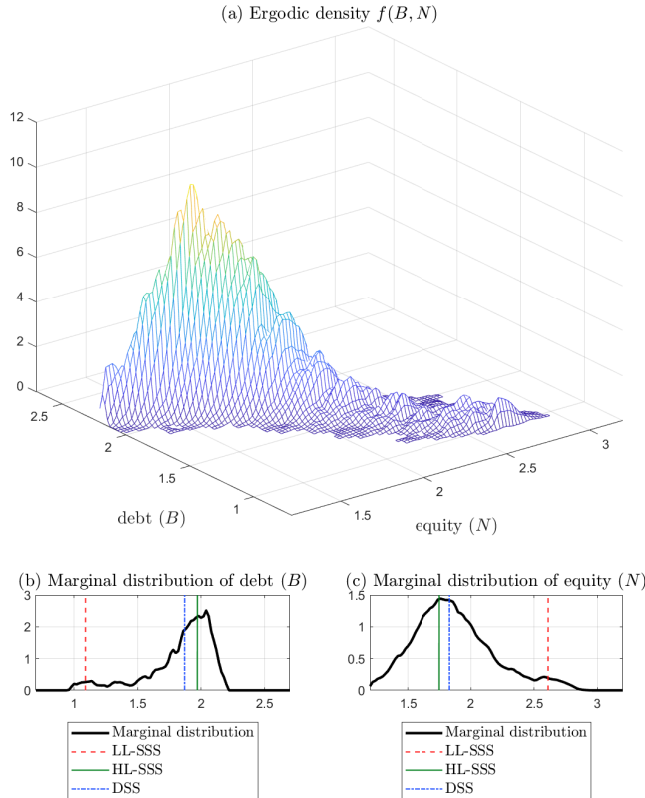 (a) Ergodic density f(B, N)
12
10
8
6
4
2
0
2.5
2
1.5
1
1.5
2
2.5
3
debt (B)
equity (N)
(b) Marginal distribution of debt (B)
3
2
1
0
1
1.5
2
2.5
Marginal distribution
LL-SSS
HL-SSS
DSS
(c) Marginal distribution of equity (N)
1.5
1
0.5
0
1.5
2
2.5
3
Marginal distribution
LL-SSS
HL-SSS
DSS